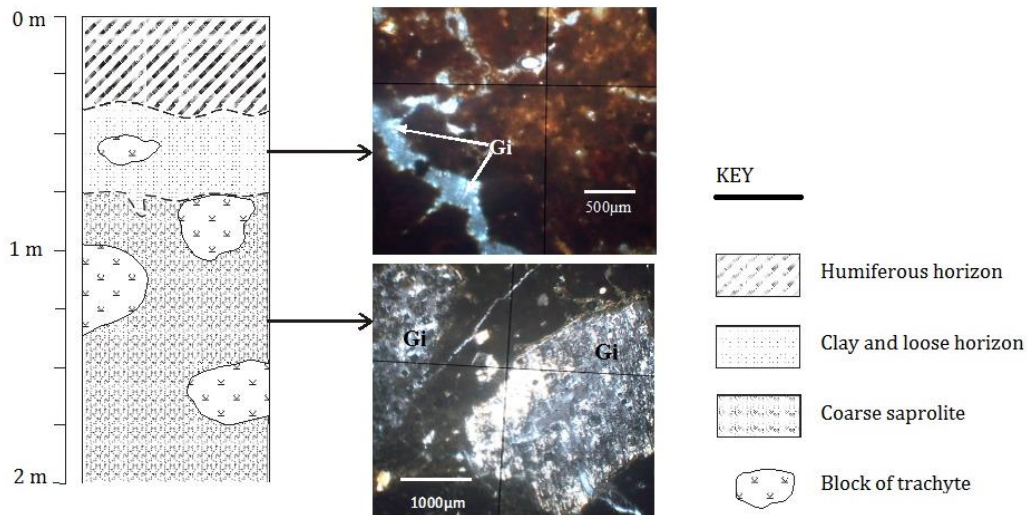 0 m
1 m
2 m
Gi
500µm
Gi
Gi
1000µm
KEY
Humiferous horizon
Clay and loose horizon
Coarse saprolite
Block of trachyte